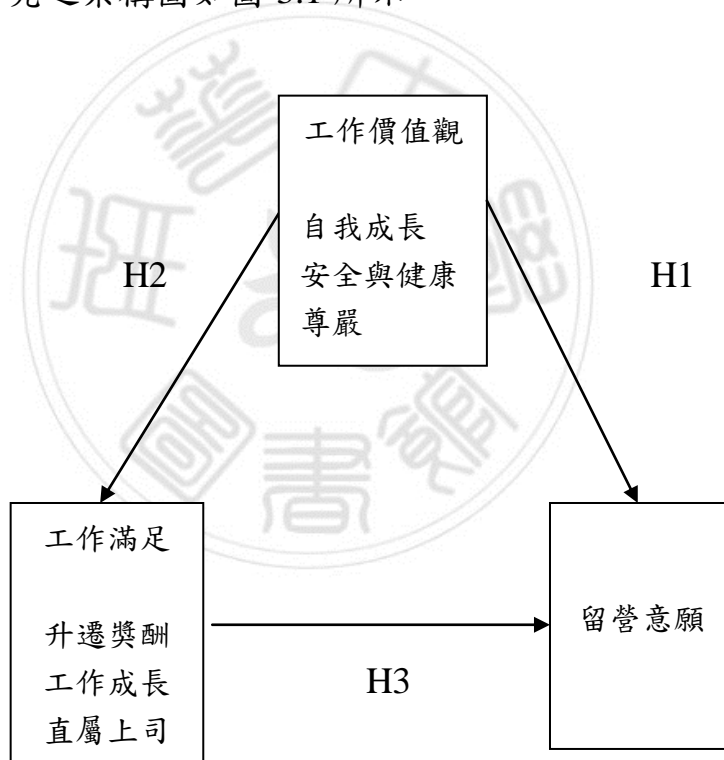 究之架構圖如圖 3.1 所示
工作價值觀
自我成長
安全與健康
尊嚴
H2
H1
工作滿足
升遷獎酬
工作成長
直屬上司
留營意願
H3